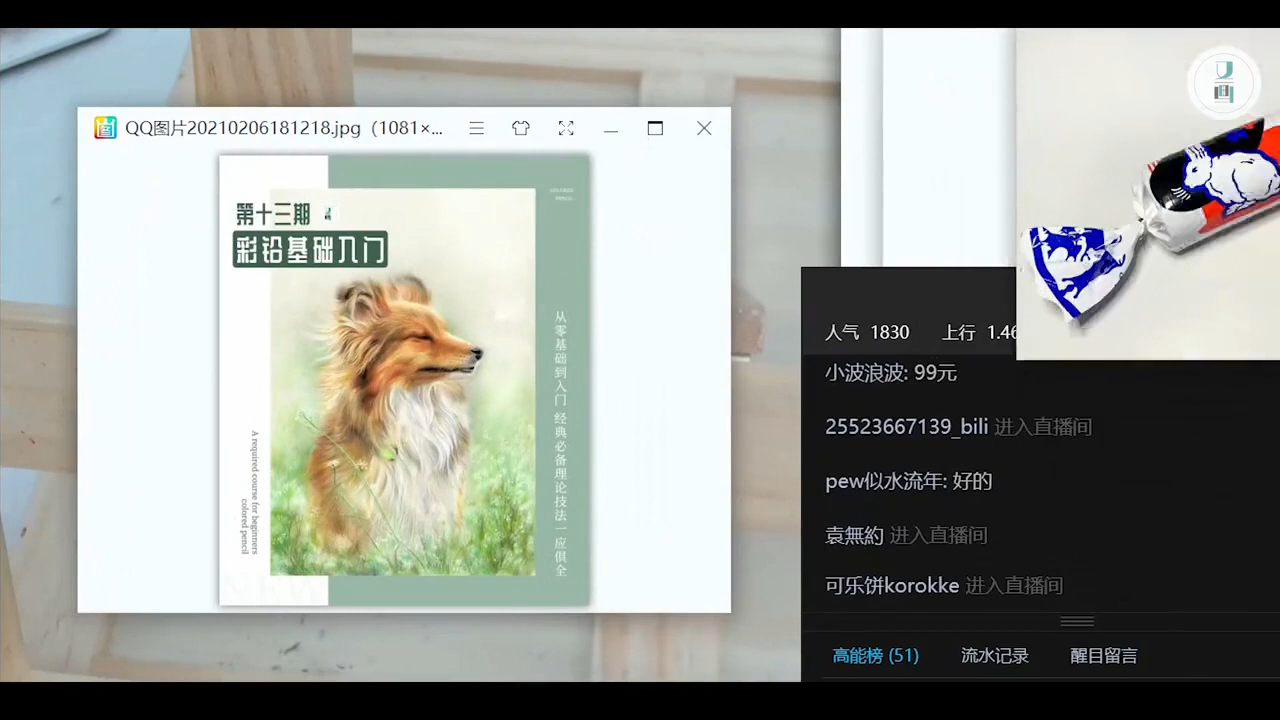 QQ图片20210206181218.jpg（1081×...
第十三期
彩铅基础入门
从零基础到入门 经典必备理论技法一应俱全
A required course for beginners
colored pencil
画
人气 1830 上行 1.46
小波浪波: 99元
25523667139_bili 进入直播间
pew似水流年: 好的
袁無約 进入直播间
可乐饼korokke 进入直播间
高能榜 (51) 流水记录 醒目留言